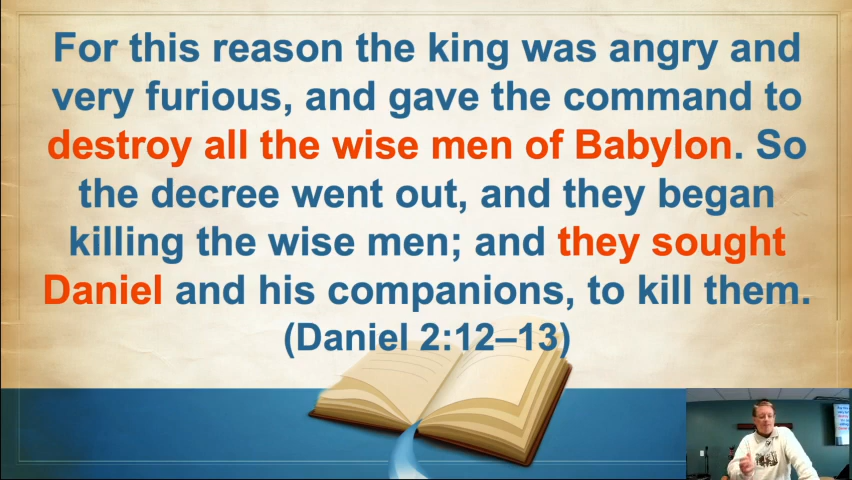 For this reason the king was angry and
very furious, and gave the command to
destroy all the wise men of Babylon. So
the decree went out, and they began
killing the wise men; and they sought
Daniel and his companions, to kill them.
(Daniel 2:12–13)